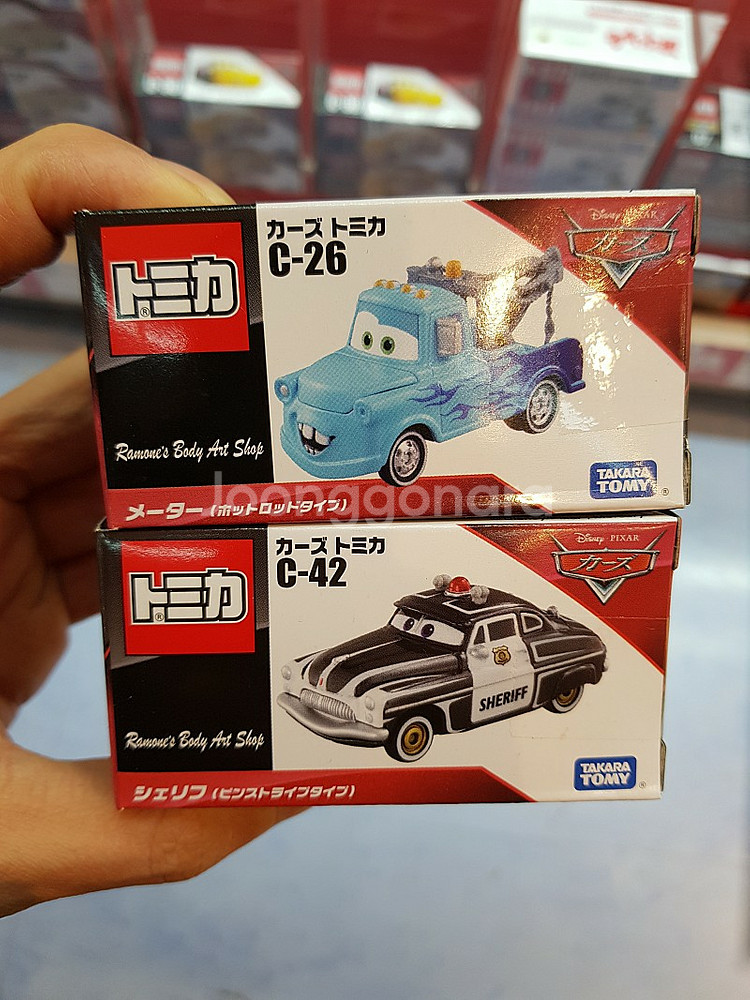 カーズ トミカ
C-26
トミカ
Disney PIXAR
カーズ
Ramone's Body Art Shop
TAKARA
TOMY
メーター (ホットロッドタイプ)
Joonggonara
カーズ トミカ
C-42
トミカ
Disney PIXAR
カーズ
SHERIFF
Ramone's Body Art Shop
TAKARA
TOMY
シェリフ (ピンストライプタイプ)